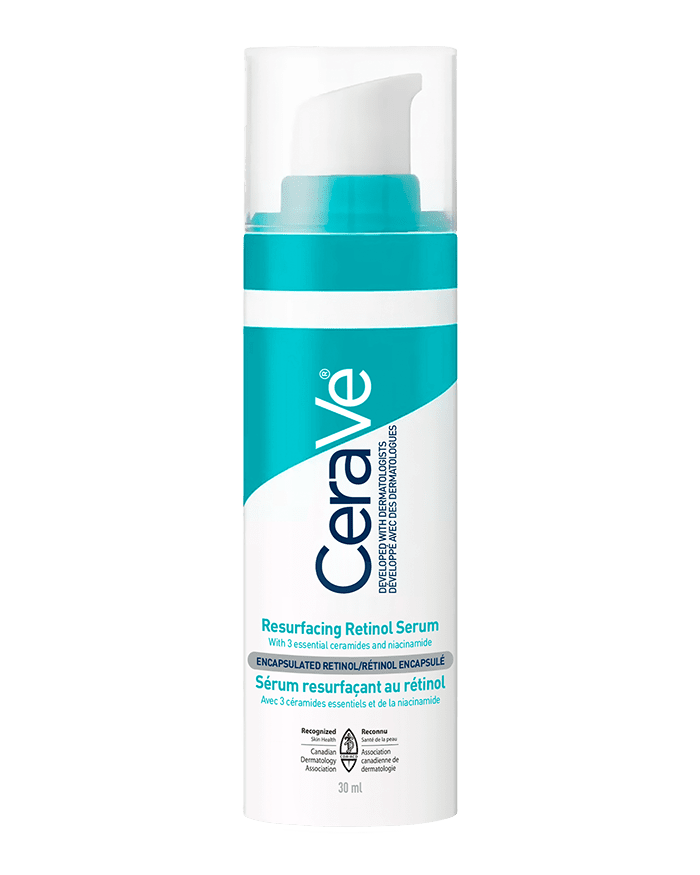 CeraVe®
DEVELOPED WITH DERMATOLOGISTS
DÉVELOPPÉ AVEC DES DERMATOLOGUES
Resurfacing Retinol Serum
With 3 essential ceramides and niacinamide
ENCAPSULATED RETINOL/RÉTINOL ENCAPSULÉ
Sérum resurfaçant au rétinol
Avec 3 céramides essentiels et de la niacinamide
Recognized
Skin Health
Canadian
Dermatology
Association
Reconnu
Santé de la peau
Association
canadienne de
dermatologie
30 ml